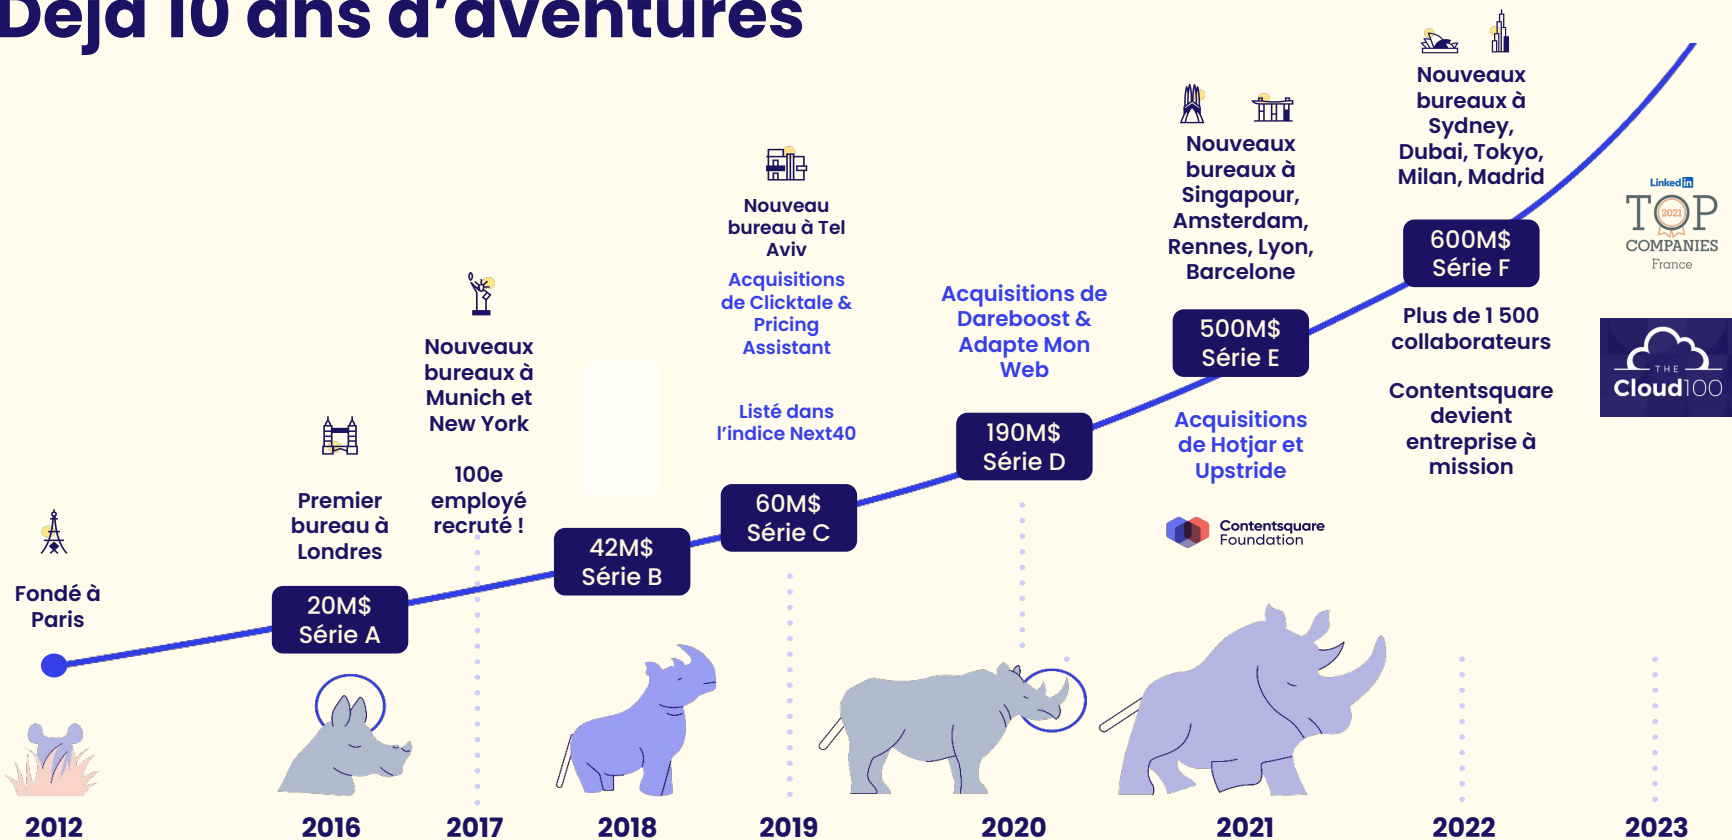 Déjà 10 ans d’aventures
Fondé à
Paris
Premier
bureau à
Londres
20M$
Série A
Nouveaux
bureaux à
Munich et
New York
100e
employé
recruté !
42M$
Série B
Nouveau
bureau à Tel
Aviv
Acquisitions
de Clicktale &
Pricing
Assistant
Listé dans
l’indice Next40
60M$
Série C
Acquisitions de
Dareboost &
Adapte Mon
Web
190M$
Série D
Nouveaux
bureaux à
Singapour,
Amsterdam,
Rennes, Lyon,
Barcelone
500M$
Série E
Acquisitions
de Hotjar et
Upstride
Contentsquare
Foundation
Nouveaux
bureaux à
Sydney,
Dubai, Tokyo,
Milan, Madrid
600M$
Série F
Plus de 1 500
collaborateurs
Contentsquare
devient
entreprise à
mission
Linked in
TOP
2021
COMPANIES
France
THE
Cloud100
2012
2016
2017
2018
2019
2020
2021
2022
2023